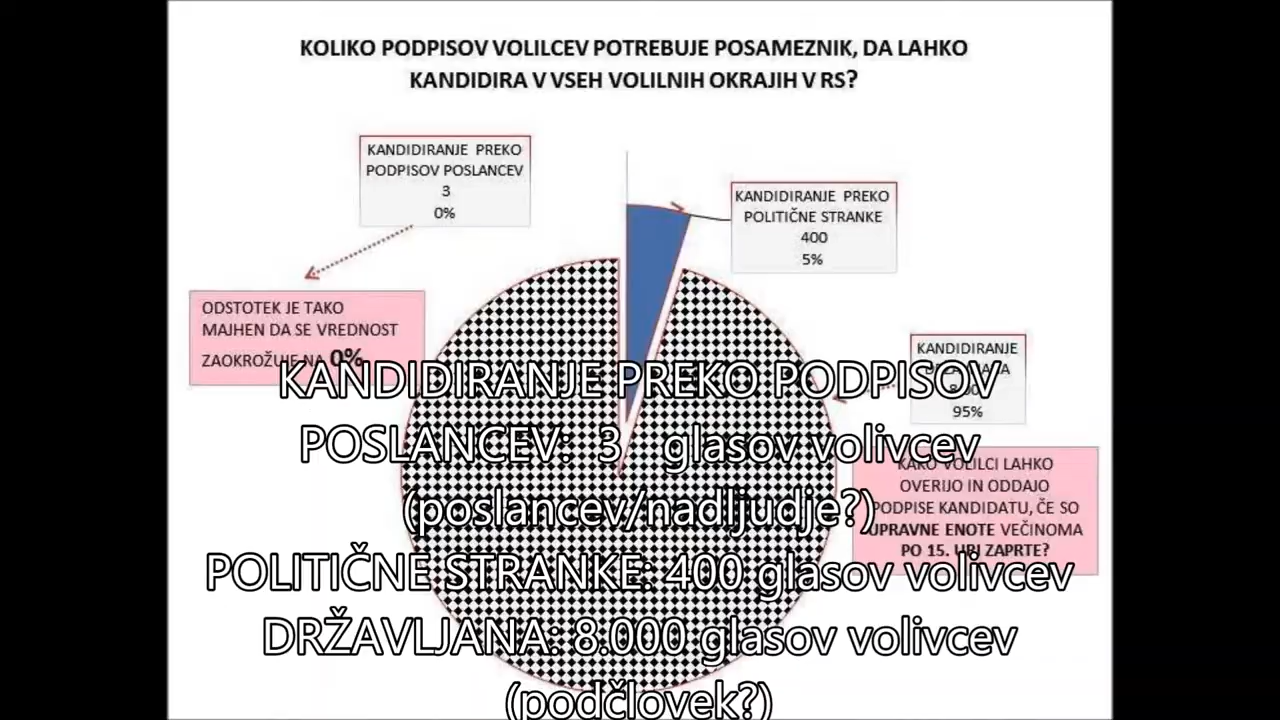 KOLIKO PODPISOV VOLILCEV POTREBUJE POSAMEZNIK, DA LAHKO
KANDIDIRA V VSEH VOLILNIH OKRAJIH V RS?
KANDIDIRANJE PREKO
PODPISOV POSLANCEV
3
0%
KANDIDIRANJE PREKO
POLITIČNE STRANKE
400
5%
ODSTOTEK JE TAKO
MAJHEN DA SE VREDNOST
ZAOKROŽUJE NA 0%
KANDIDIRANJE
95%
KAKO VOLILCI LAHKO
OVERIJO IN ODDAJO
PODPISE KANDIDATU, ČE SO
UPRAVNE ENOTE VEČINOMA
PO 15. URI ZAPRTE?
KANDIDIRANJE PREKO PODPISOV
POSLANCEV: 3 glasov volivcev
(poslancev/nadljudje?)
POLITIČNE STRANKE: 400 glasov volivcev
DRŽAVLJANA: 8.000 glasov volivcev
(podčlovek?)